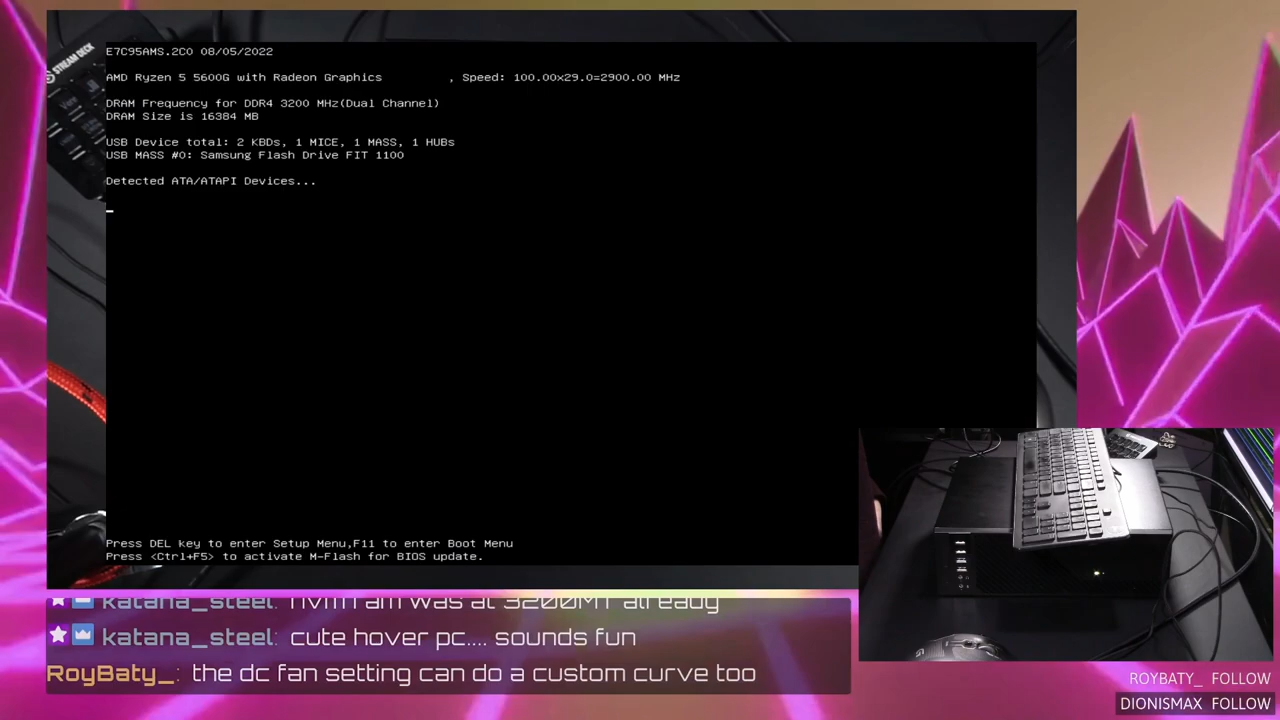 STREAM DECK
E7C95AMS.2C0 08/05/2022
AMD Ryzen 5 5600G with Radeon Graphics , Speed: 100.00x29.0=2900.00 MHz
DRAM Frequency for DDR4 3200 MHz(Dual Channel)
DRAM Size is 16384 MB
USB Device total: 2 KBDs, 1 MICE, 1 MASS, 1 HUBs
USB MASS #0: Samsung Flash Drive FIT 1100
Detected ATA/ATAPI Devices...
Press DEL key to enter Setup Menu,F11 to enter Boot Menu
Press <Ctrl+F5> to activate M-Flash for BIOS update.
katana_steel: nvm ram was at 3200MT already
katana_steel: cute hover pc.... sounds fun
RoyBaty_: the dc fan setting can do a custom curve too
ROYBATY_ FOLLOW
DIONISMAX FOLLOW